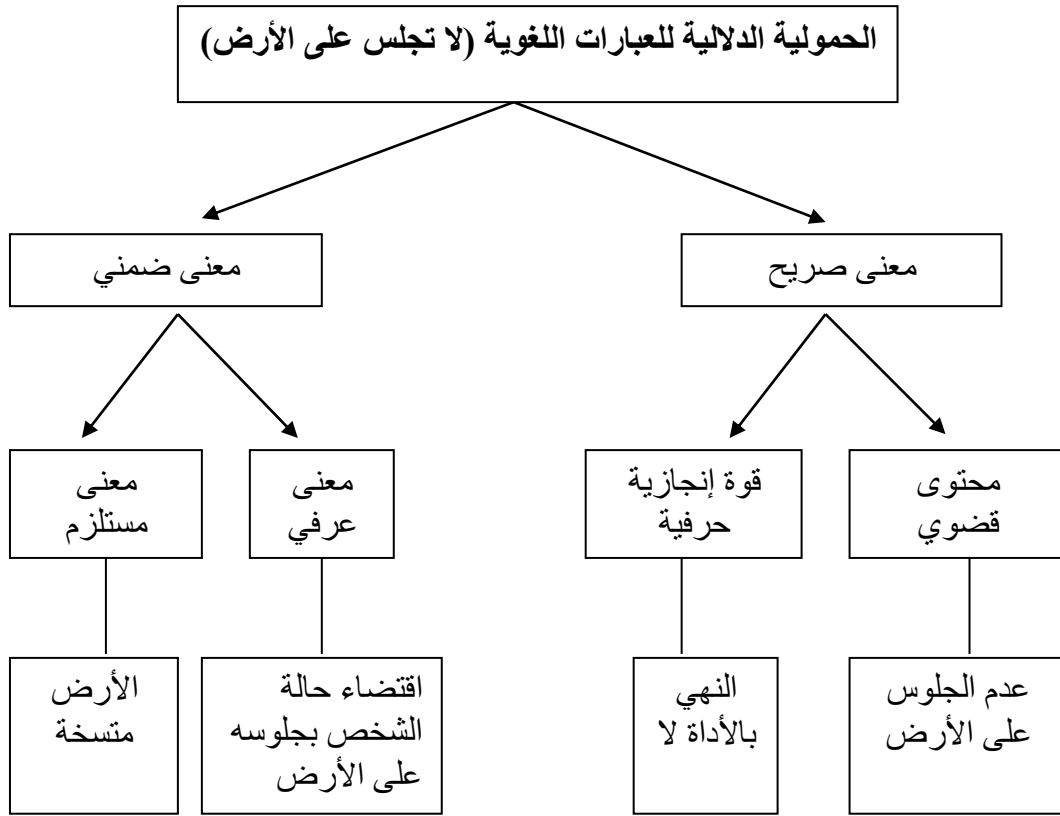 الحمولية الدلالية للعبارات اللغوية (لا تجلس على الأرض)
معنى صريح
معنى ضمني
محتوى
قضوي
قوة إنجازية
حرفية
معنى
عرفي
معنى
مستلزم
عدم الجلوس
على الأرض
النهي
بالأداة لا
اقتضاء حالة
الشخص بجلوسه
على الأرض
الأرض
متسخة